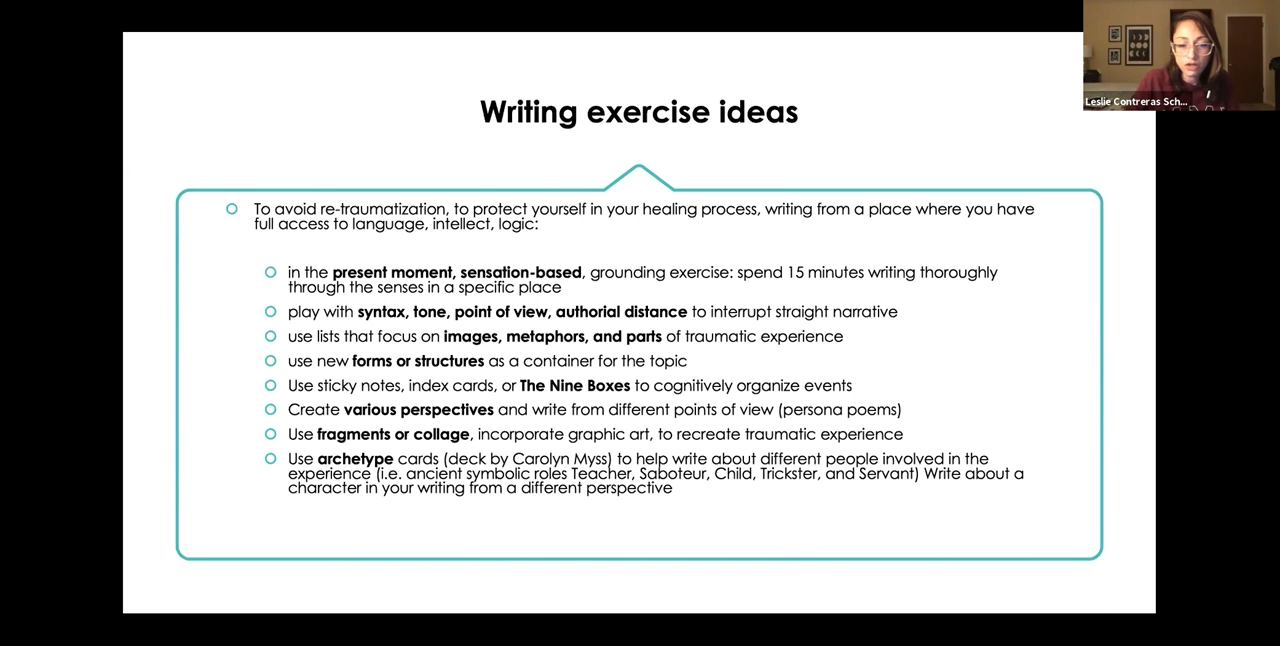 Leslie Contreras Sch...
Writing exercise ideas
To avoid re-traumatization, to protect yourself in your healing process, writing from a place where you have
full access to language, intellect, logic:
in the present moment, sensation-based, grounding exercise: spend 15 minutes writing thoroughly
through the senses in a specific place
play with syntax, tone, point of view, authorial distance to interrupt straight narrative
use lists that focus on images, metaphors, and parts of traumatic experience
use new forms or structures as a container for the topic
Use sticky notes, index cards, or The Nine Boxes to cognitively organize events
Create various perspectives and write from different points of view (persona poems)
Use fragments or collage, incorporate graphic art, to recreate traumatic experience
Use archetype cards (deck by Carolyn Myss) to help write about different people involved in the
experience (i.e. ancient symbolic roles Teacher, Saboteur, Child, Trickster, and Servant) Write about a
character in your writing from a different perspective